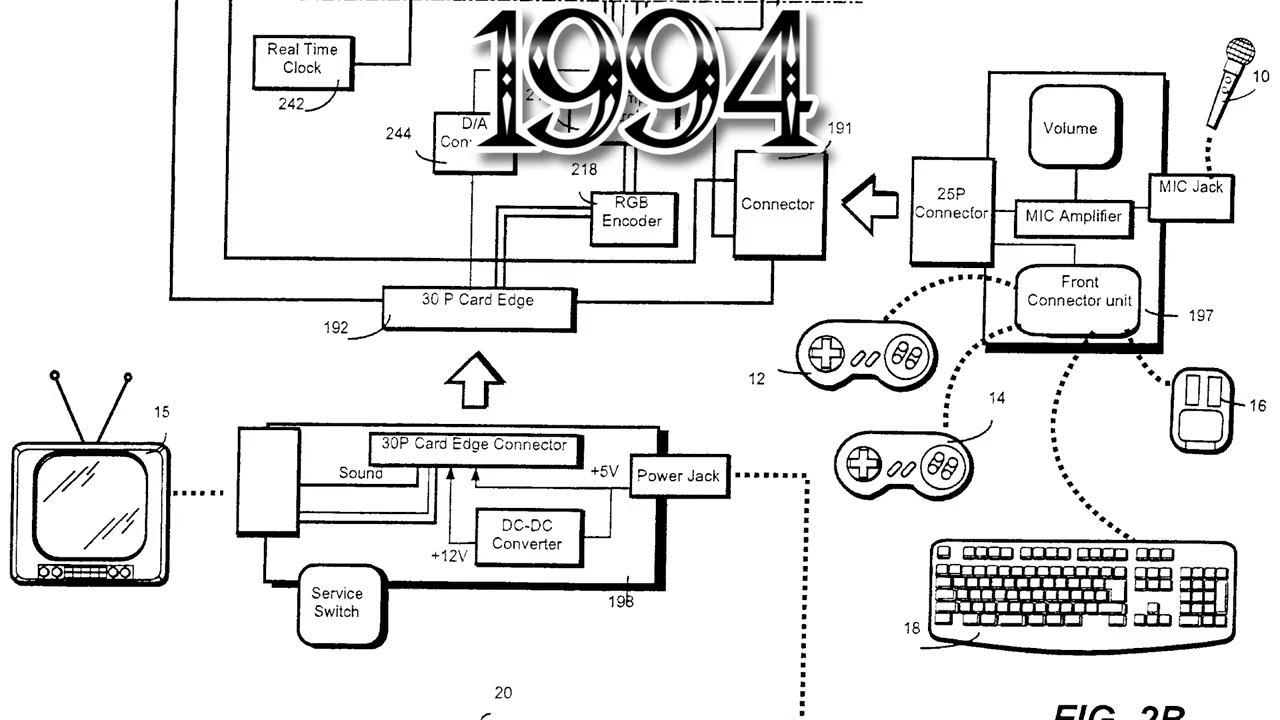 1994
Real Time
Clock
242
244
D/A
218
RGB
Encoder
191
Connector
30 P Card Edge
192
25P
Connector
Volume
MIC Amplifier
MIC Jack
10
Front
Connector unit
197
12
14
16
18
15
30P Card Edge Connector
Sound
+5V
Power Jack
DC-DC
Converter
+12V
Service
Switch
198
20
FIG. 2B